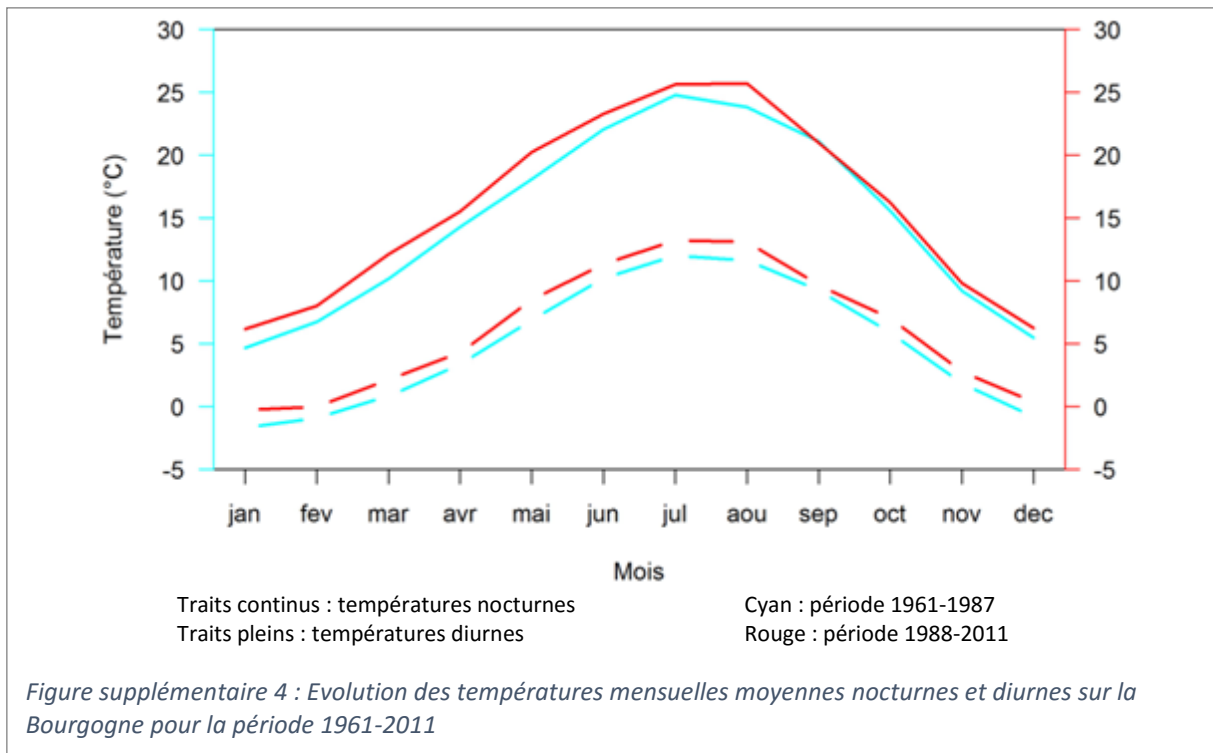 30
25
20
15
10
5
0
-5
Température (°C)
30
25
20
15
10
5
0
-5
jan fev mar avr mai jun jul aou sep oct nov dec
Mois
Traits continus : températures nocturnes
Cyan : période 1961-1987
Traits pleins : températures diurnes
Rouge : période 1988-2011
Figure supplémentaire 4 : Evolution des températures mensuelles moyennes nocturnes et diurnes sur la
Bourgogne pour la période 1961-2011